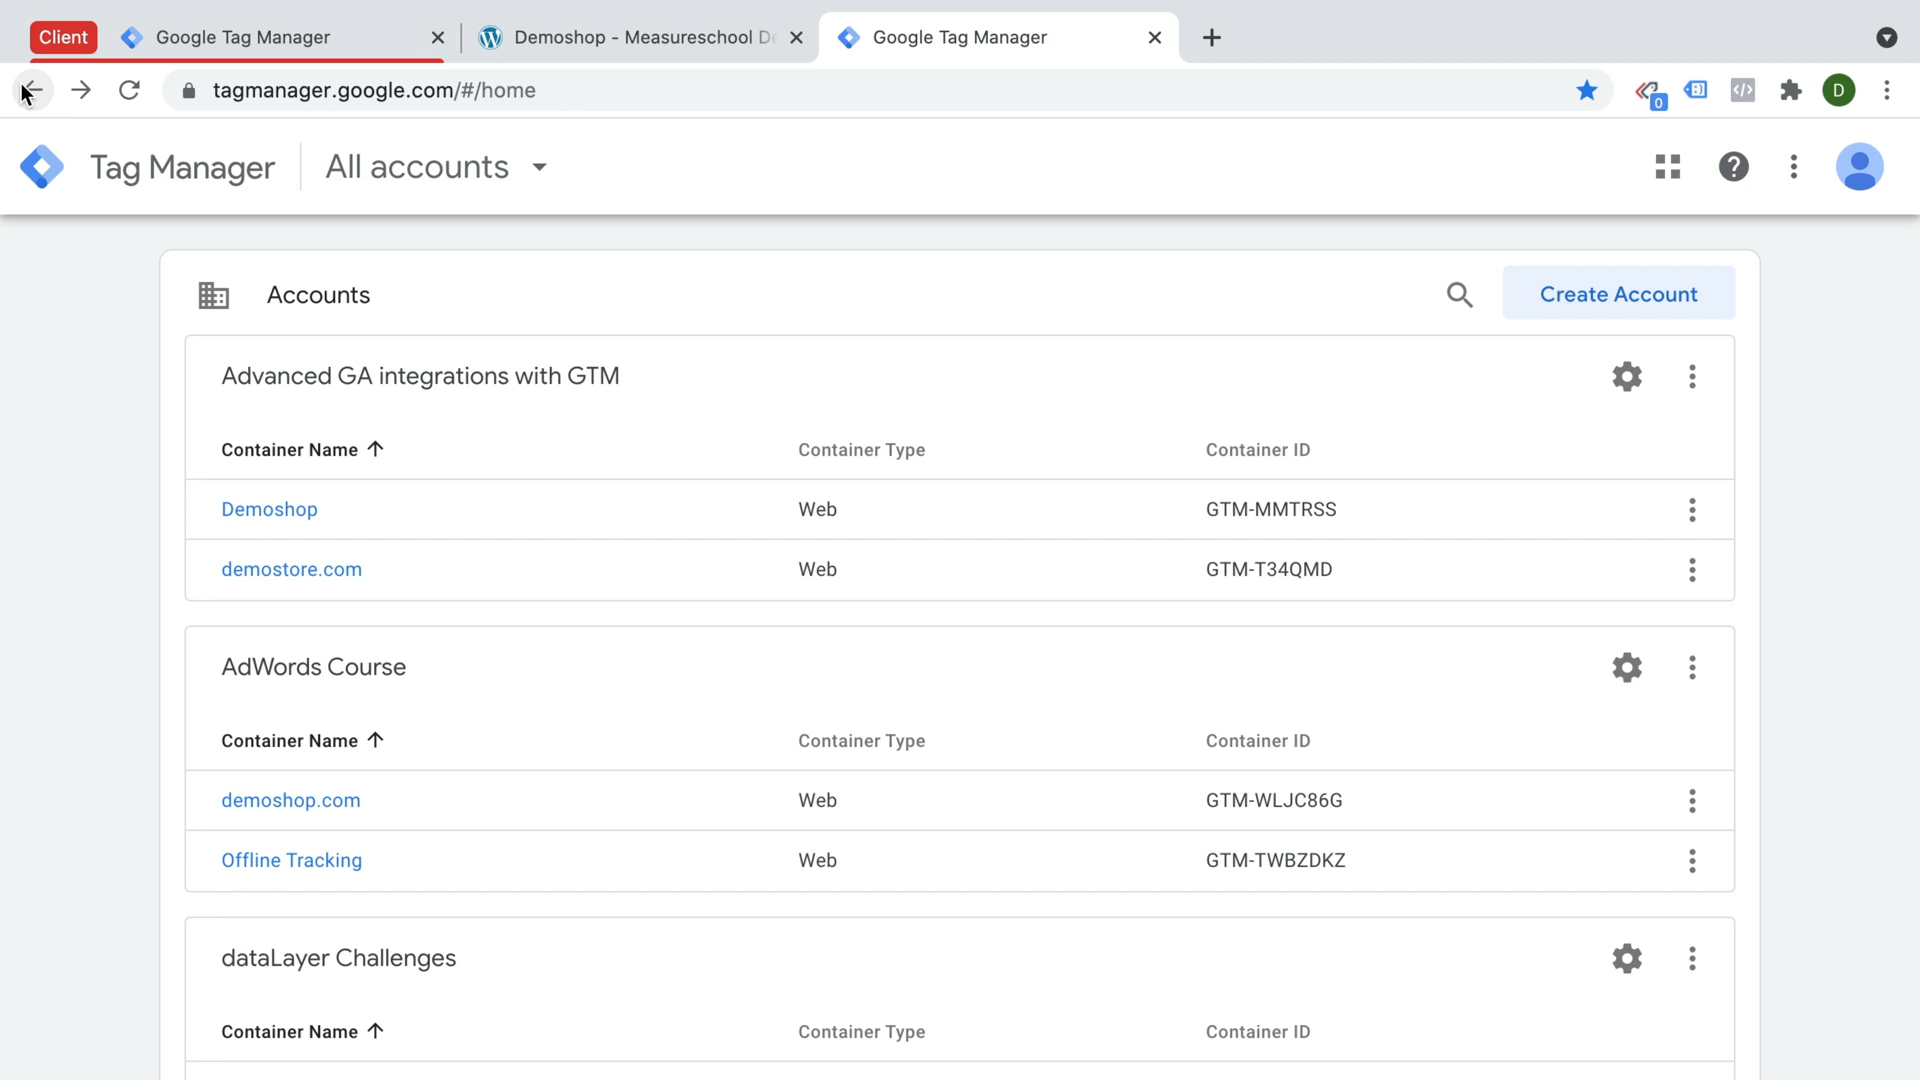 Client
Google Tag Manager
Demoshop - Measureschool De
Google Tag Manager
tagmanager.google.com/#/home
0
D
Tag Manager
All accounts
Accounts
Create Account
Advanced GA integrations with GTM
Container Name Container Type Container ID
Demoshop Web GTM-MMTRSS
demostore.com Web GTM-T34QMD
AdWords Course
Container Name Container Type Container ID
demoshop.com Web GTM-WLJC86G
Offline Tracking Web GTM-TWBZDKZ
dataLayer Challenges
Container Name Container Type Container ID